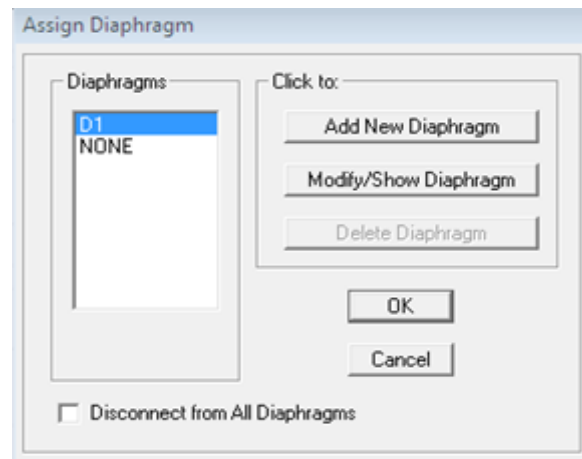 Assign Diaphragm
Diaphragms
D1
NONE
Click to:
Add New Diaphragm
Modify/Show Diaphragm
Delete Diaphragm
OK
Cancel
Disconnect from All Diaphragms